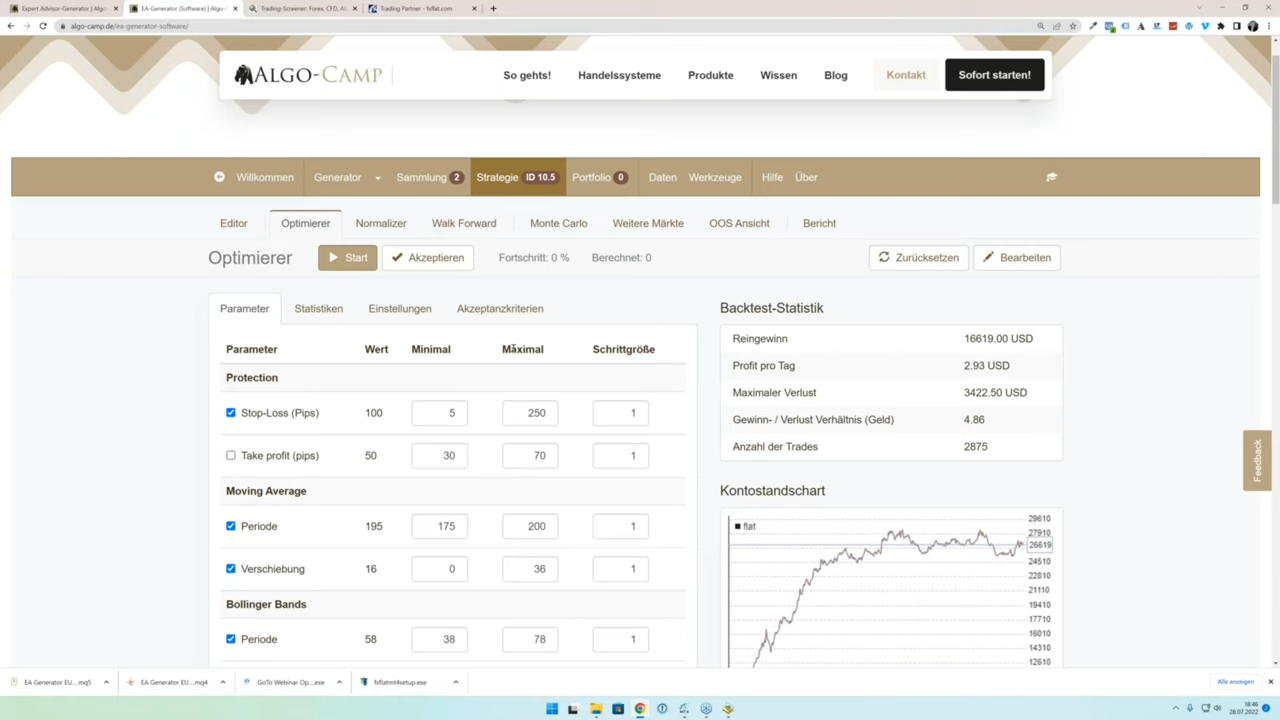 Expert Advisor-Generator | Algo-
EA-Generator (Software) | Algo-
Trading-Screener: Forex, CFD, Al
Trading Partner - fxflat.com
algo-camp.de/ea-generator-software/
ALGO-CAMP
So gehts!
Handelssysteme
Produkte
Wissen
Blog
Kontakt
Sofort starten!
Willkommen
Generator
Sammlung 2
Strategie ID 10.5
Portfolio 0
Daten
Werkzeuge
Hilfe
Über
Editor
Optimierer
Normalizer
Walk Forward
Monte Carlo
Weitere Märkte
OOS Ansicht
Bericht
Optimierer
Start
Akzeptieren
Fortschritt: 0 %
Berechnet: 0
Zurücksetzen
Bearbeiten
Parameter
Statistiken
Einstellungen
Akzeptanzkriterien
Parameter Wert Minimal Maximal Schrittgröße
Protection
Stop-Loss (Pips) 100 5 250 1
Take profit (pips) 50 30 70 1
Moving Average
Periode 195 175 200 1
Verschiebung 16 0 36 1
Bollinger Bands
Periode 58 38 78 1
Backtest-Statistik
Reingewinn 16619.00 USD
Profit pro Tag 2.93 USD
Maximaler Verlust 3422.50 USD
Gewinn- / Verlust Verhältnis (Geld) 4.86
Anzahl der Trades 2875
Kontostandschart
flat
29610
27910
26619
24510
22810
21110
19410
17710
16010
14310
12610
Feedback
EA Generator EU....mq5
EA Generator EU....mq4
GoTo Webinar Op....exe
fxflatmt4setup.exe
Alle anzeigen
18:46
28.07.2022
2